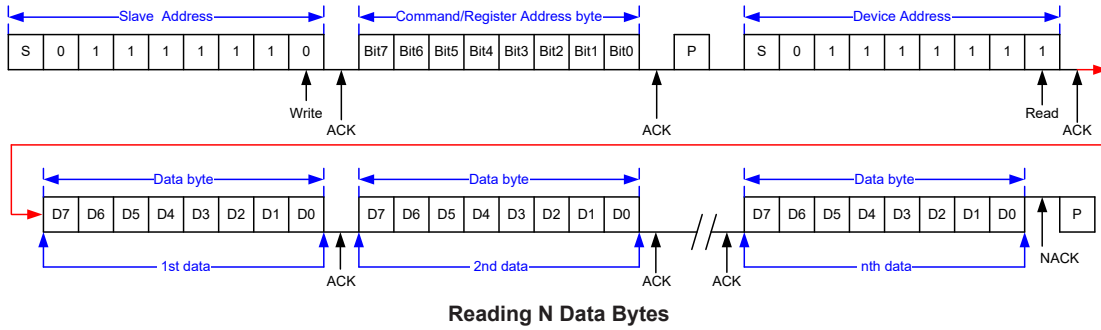 Slave Address Command/Register Address byte Device Address
S 0 1 1 1 1 1 1 0 Bit7 Bit6 Bit5 Bit4 Bit3 Bit2 Bit1 Bit0 P S 0 1 1 1 1 1 1 1
Write Read
ACK ACK ACK
Data byte Data byte Data byte
D7 D6 D5 D4 D3 D2 D1 D0 D7 D6 D5 D4 D3 D2 D1 D0 D7 D6 D5 D4 D3 D2 D1 D0 P
1st data 2nd data nth data NACK
ACK ACK ACK
Reading N Data Bytes